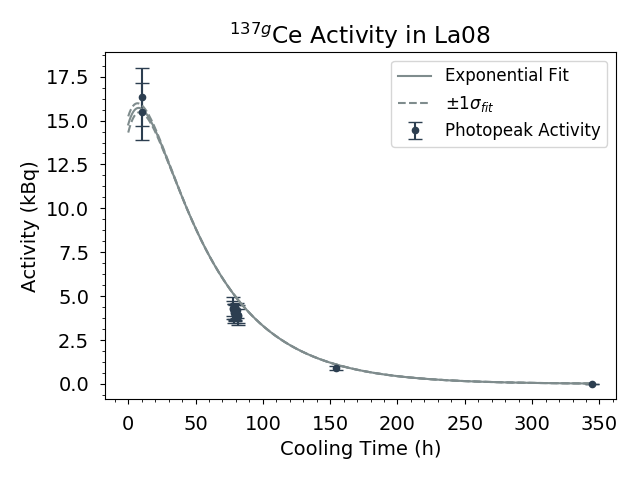 ¹³⁷ᵍCe Activity in La08
Exponential Fit
±1σfit
Photopeak Activity
Activity (kBq)
17.5
15.0
12.5
10.0
7.5
5.0
2.5
0.0
0 50 100 150 200 250 300 350
Cooling Time (h)